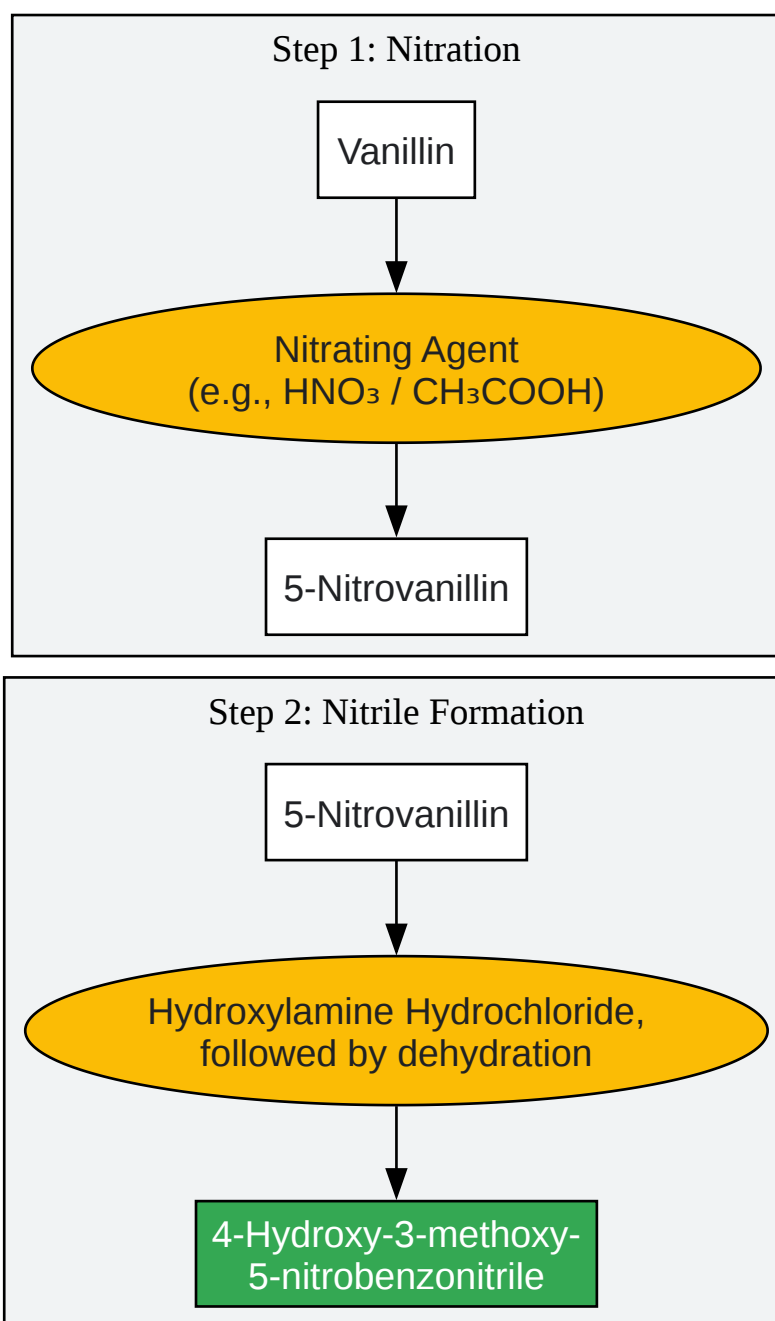 Step 1: Nitration
Vanillin
Nitrating Agent
(e.g., HNO₃ / CH₃COOH)
5-Nitrovanillin
Step 2: Nitrile Formation
5-Nitrovanillin
Hydroxylamine Hydrochloride,
followed by dehydration
4-Hydroxy-3-methoxy-
5-nitrobenzonitrile